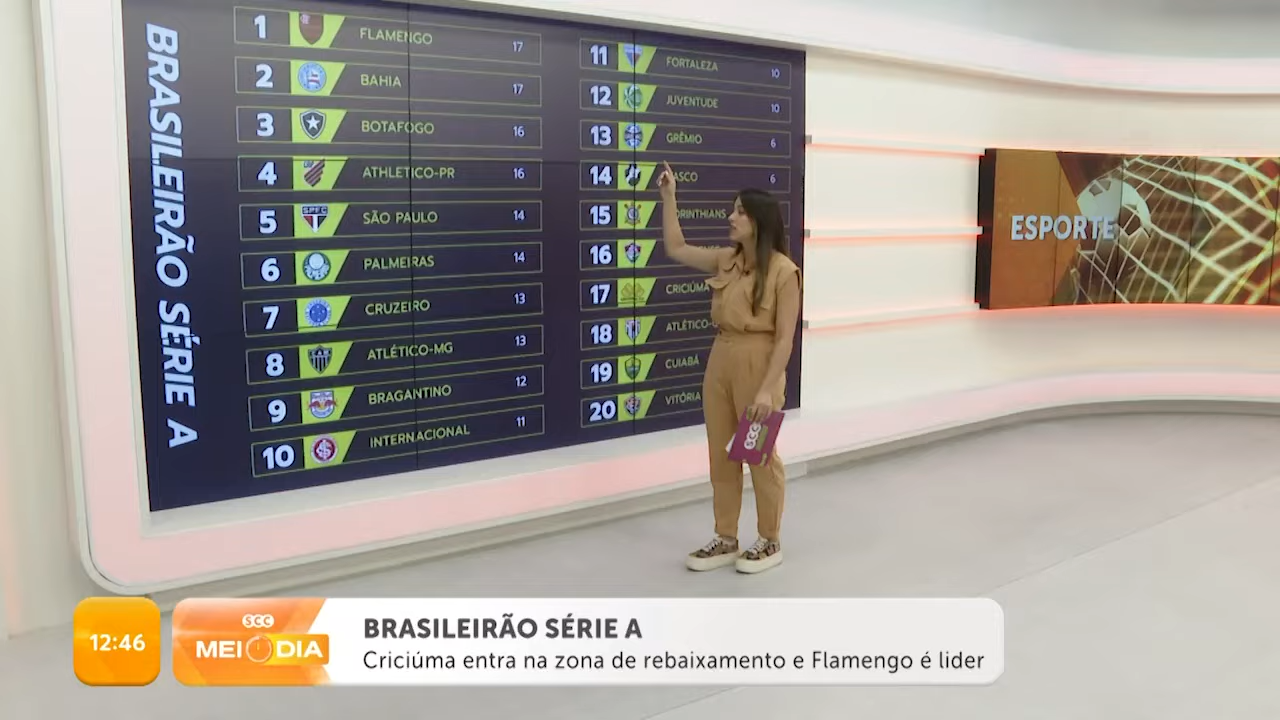 BRASILEIRÃO SÉRIE A
1 FLAMENGO 17
2 BAHIA 17
3 BOTAFOGO 16
4 ATHLETICO-PR 16
5 SÃO PAULO 14
6 PALMEIRAS 14
7 CRUZEIRO 13
8 ATLÉTICO-MG 13
9 BRAGANTINO 12
10 INTERNACIONAL 11
11 FORTALEZA 10
12 JUVENTUDE 10
13 GRÊMIO 6
14 ASCO 6
15 ORINTHIANS
16
17 CRICIÚMA
18 ATLÉTICO-
19 CUIABÁ
20 VITÓRIA
ESPORTE
SCC
12:46
SCC
MEIODIA
BRASILEIRÃO SÉRIE A
Criciúma entra na zona de rebaixamento e Flamengo é lider